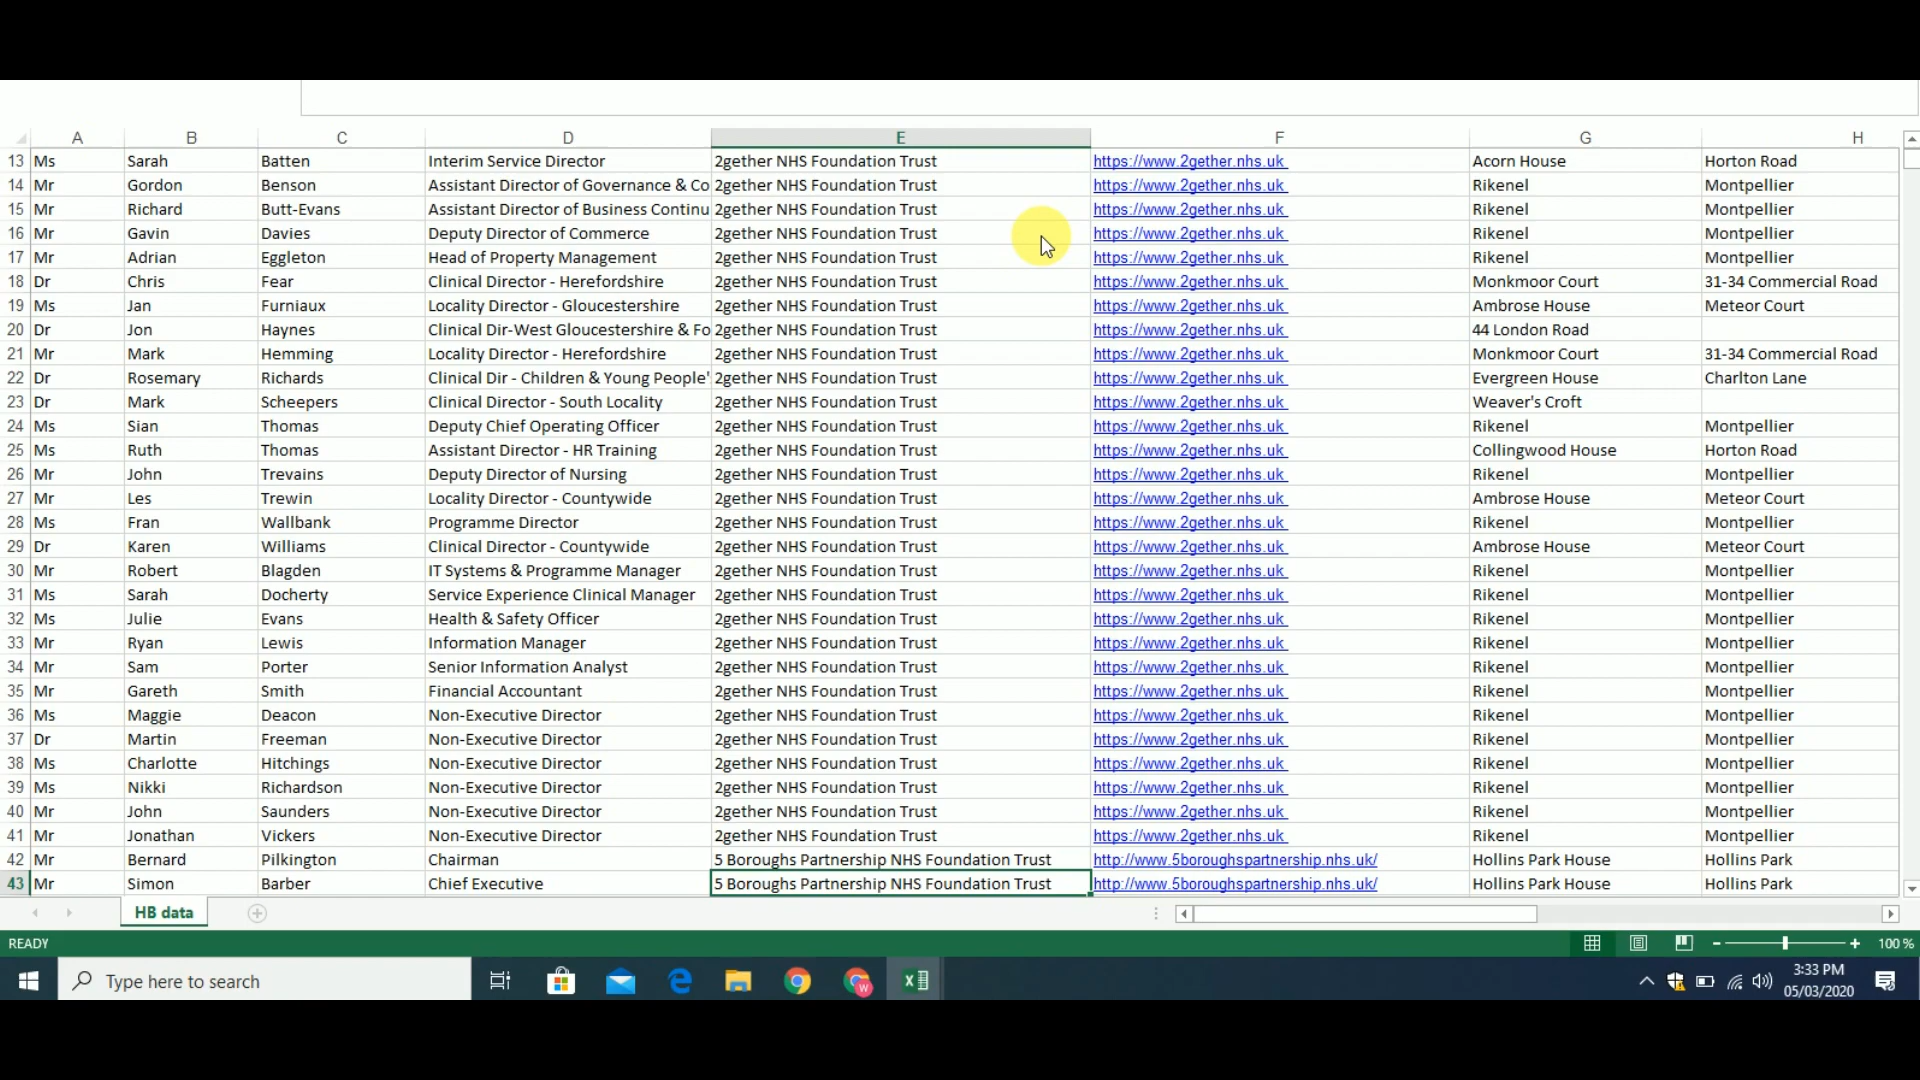 A B C D E F G H
13 Ms Sarah Batten Interim Service Director 2gether NHS Foundation Trust https://www.2gether.nhs.uk Acorn House Horton Road
14 Mr Gordon Benson Assistant Director of Governance & Co 2gether NHS Foundation Trust https://www.2gether.nhs.uk Rikenel Montpellier
15 Mr Richard Butt-Evans Assistant Director of Business Continu 2gether NHS Foundation Trust https://www.2gether.nhs.uk Rikenel Montpellier
16 Mr Gavin Davies Deputy Director of Commerce 2gether NHS Foundation Trust https://www.2gether.nhs.uk Rikenel Montpellier
17 Mr Adrian Eggleton Head of Property Management 2gether NHS Foundation Trust https://www.2gether.nhs.uk Rikenel Montpellier
18 Dr Chris Fear Clinical Director - Herefordshire 2gether NHS Foundation Trust https://www.2gether.nhs.uk Monkmoor Court 31-34 Commercial Road
19 Ms Jan Furniaux Locality Director - Gloucestershire 2gether NHS Foundation Trust https://www.2gether.nhs.uk Ambrose House Meteor Court
20 Dr Jon Haynes Clinical Dir-West Gloucestershire & Fo 2gether NHS Foundation Trust https://www.2gether.nhs.uk 44 London Road
21 Mr Mark Hemming Locality Director - Herefordshire 2gether NHS Foundation Trust https://www.2gether.nhs.uk Monkmoor Court 31-34 Commercial Road
22 Dr Rosemary Richards Clinical Dir - Children & Young People' 2gether NHS Foundation Trust https://www.2gether.nhs.uk Evergreen House Charlton Lane
23 Dr Mark Scheepers Clinical Director - South Locality 2gether NHS Foundation Trust https://www.2gether.nhs.uk Weaver's Croft
24 Ms Sian Thomas Deputy Chief Operating Officer 2gether NHS Foundation Trust https://www.2gether.nhs.uk Rikenel Montpellier
25 Ms Ruth Thomas Assistant Director - HR Training 2gether NHS Foundation Trust https://www.2gether.nhs.uk Collingwood House Horton Road
26 Mr John Trevains Deputy Director of Nursing 2gether NHS Foundation Trust https://www.2gether.nhs.uk Rikenel Montpellier
27 Mr Les Trewin Locality Director - Countywide 2gether NHS Foundation Trust https://www.2gether.nhs.uk Ambrose House Meteor Court
28 Ms Fran Wallbank Programme Director 2gether NHS Foundation Trust https://www.2gether.nhs.uk Rikenel Montpellier
29 Dr Karen Williams Clinical Director - Countywide 2gether NHS Foundation Trust https://www.2gether.nhs.uk Ambrose House Meteor Court
30 Mr Robert Blagden IT Systems & Programme Manager 2gether NHS Foundation Trust https://www.2gether.nhs.uk Rikenel Montpellier
31 Ms Sarah Docherty Service Experience Clinical Manager 2gether NHS Foundation Trust https://www.2gether.nhs.uk Rikenel Montpellier
32 Ms Julie Evans Health & Safety Officer 2gether NHS Foundation Trust https://www.2gether.nhs.uk Rikenel Montpellier
33 Mr Ryan Lewis Information Manager 2gether NHS Foundation Trust https://www.2gether.nhs.uk Rikenel Montpellier
34 Mr Sam Porter Senior Information Analyst 2gether NHS Foundation Trust https://www.2gether.nhs.uk Rikenel Montpellier
35 Mr Gareth Smith Financial Accountant 2gether NHS Foundation Trust https://www.2gether.nhs.uk Rikenel Montpellier
36 Ms Maggie Deacon Non-Executive Director 2gether NHS Foundation Trust https://www.2gether.nhs.uk Rikenel Montpellier
37 Dr Martin Freeman Non-Executive Director 2gether NHS Foundation Trust https://www.2gether.nhs.uk Rikenel Montpellier
38 Ms Charlotte Hitchings Non-Executive Director 2gether NHS Foundation Trust https://www.2gether.nhs.uk Rikenel Montpellier
39 Ms Nikki Richardson Non-Executive Director 2gether NHS Foundation Trust https://www.2gether.nhs.uk Rikenel Montpellier
40 Mr John Saunders Non-Executive Director 2gether NHS Foundation Trust https://www.2gether.nhs.uk Rikenel Montpellier
41 Mr Jonathan Vickers Non-Executive Director 2gether NHS Foundation Trust https://www.2gether.nhs.uk Rikenel Montpellier
42 Mr Bernard Pilkington Chairman 5 Boroughs Partnership NHS Foundation Trust http://www.5boroughspartnership.nhs.uk/ Hollins Park House Hollins Park
43 Mr Simon Barber Chief Executive 5 Boroughs Partnership NHS Foundation Trust http://www.5boroughspartnership.nhs.uk/ Hollins Park House Hollins Park
HB data
READY 100 %
Type here to search
3:33 PM
05/03/2020